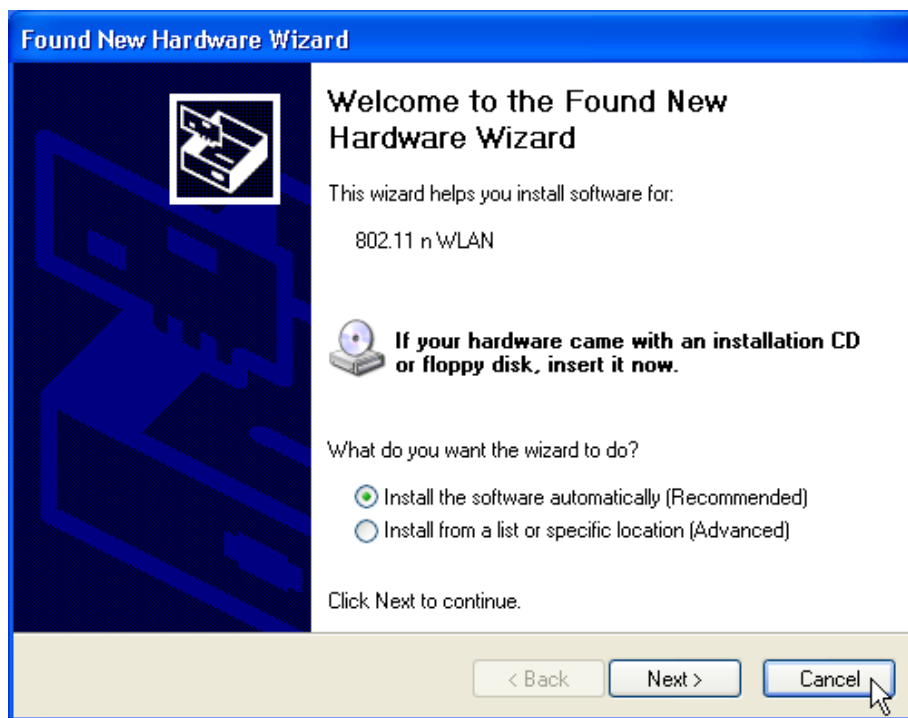 Found New Hardware Wizard
Welcome to the Found New
Hardware Wizard
This wizard helps you install software for:
802.11 n WLAN
If your hardware came with an installation CD
or floppy disk, insert it now.
What do you want the wizard to do?
Install the software automatically (Recommended)
Install from a list or specific location (Advanced)
Click Next to continue.
< Back
Next >
Cancel